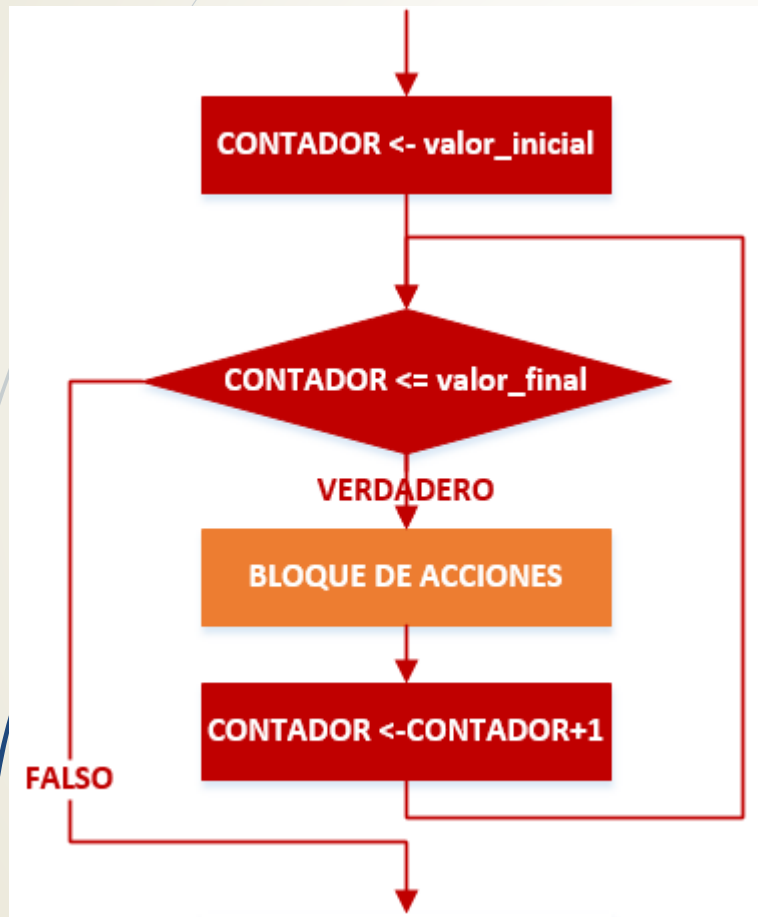 CONTADOR <- valor_inicial
CONTADOR <= valor_final
VERDADERO
BLOQUE DE ACCIONES
CONTADOR <-CONTADOR+1
FALSO